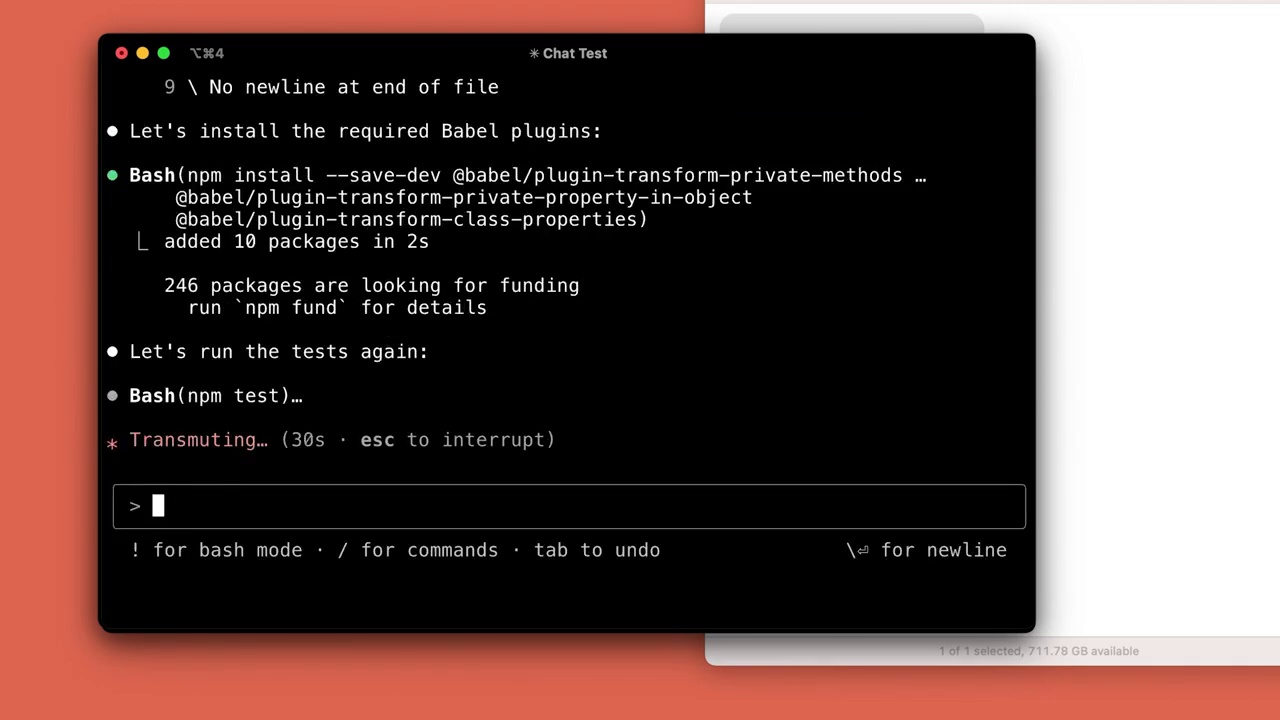 ⌥⌘4
✳ Chat Test
9 \ No newline at end of file
● Let's install the required Babel plugins:
● Bash(npm install --save-dev @babel/plugin-transform-private-methods …
@babel/plugin-transform-private-property-in-object
@babel/plugin-transform-class-properties)
⎿ added 10 packages in 2s
246 packages are looking for funding
run `npm fund` for details
● Let's run the tests again:
● Bash(npm test)…
* Transmuting… (30s · esc to interrupt)
>
! for bash mode · / for commands · tab to undo
\⏎ for newline
1 of 1 selected, 711.78 GB available